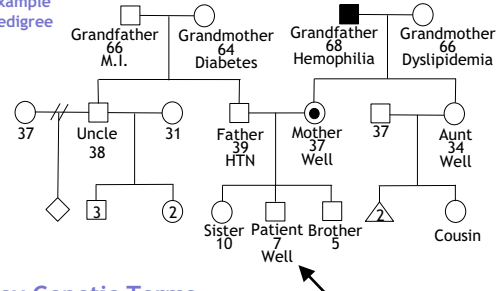 edigree
Grandfather
66
M.I.
Grandmother
64
Diabetes
Grandfather
68
Hemophilia
Grandmother
66
Dyslipidemia
37
Uncle
38
31
Father
39
HTN
Mother
37
Well
37
Aunt
34
Well
3
2
Sister
10
Patient
7
Well
Brother
5
2
Cousin
Genetic Terms